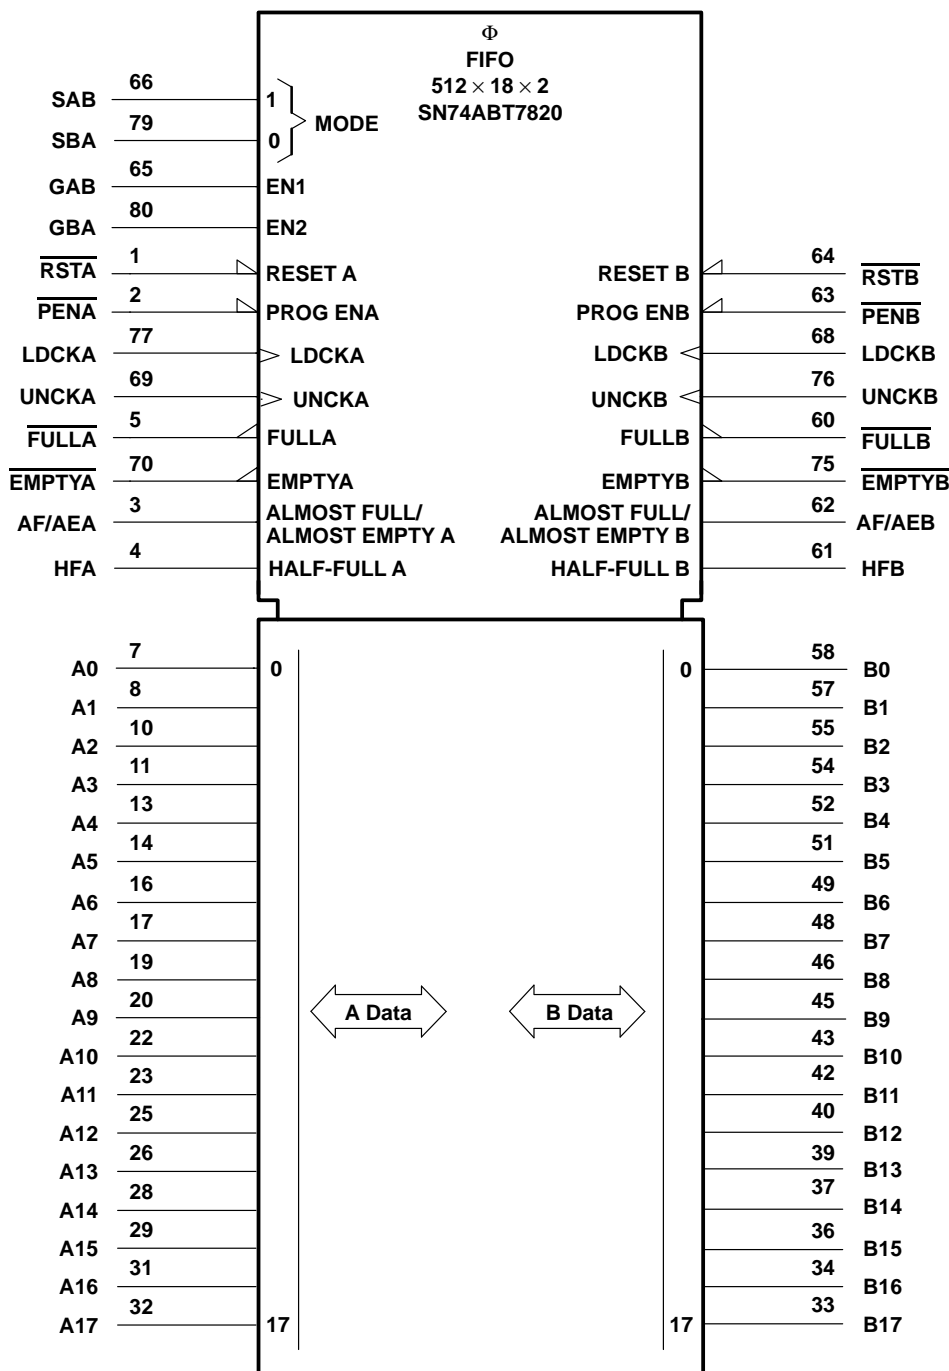 Φ
FIFO
512 × 18 × 2
SN74ABT7820
SAB 66 1
MODE
SBA 79 0
GAB 65 EN1
GBA 80 EN2
RSTA 1 RESET A RESET B 64 RSTB
PENA 2 PROG ENA PROG ENB 63 PENB
LDCKA 77 LDCKA LDCKB 68 LDCKB
UNCKA 69 UNCKA UNCKB 76 UNCKB
FULLA 5 FULLA FULLB 60 FULLB
EMPTYA 70 EMPTYA EMPTYB 75 EMPTYB
AF/AEA 3 ALMOST FULL/ ALMOST FULL/ 62 AF/AEB
ALMOST EMPTY A ALMOST EMPTY B
HFA 4 HALF-FULL A HALF-FULL B 61 HFB
A0 7 0 0 58 B0
A1 8 57 B1
A2 10 55 B2
A3 11 54 B3
A4 13 52 B4
A5 14 51 B5
A6 16 49 B6
A7 17 48 B7
A8 19 46 B8
A9 20 A Data B Data 45 B9
A10 22 43 B10
A11 23 42 B11
A12 25 40 B12
A13 26 39 B13
A14 28 37 B14
A15 29 36 B15
A16 31 34 B16
A17 32 17 17 33 B17